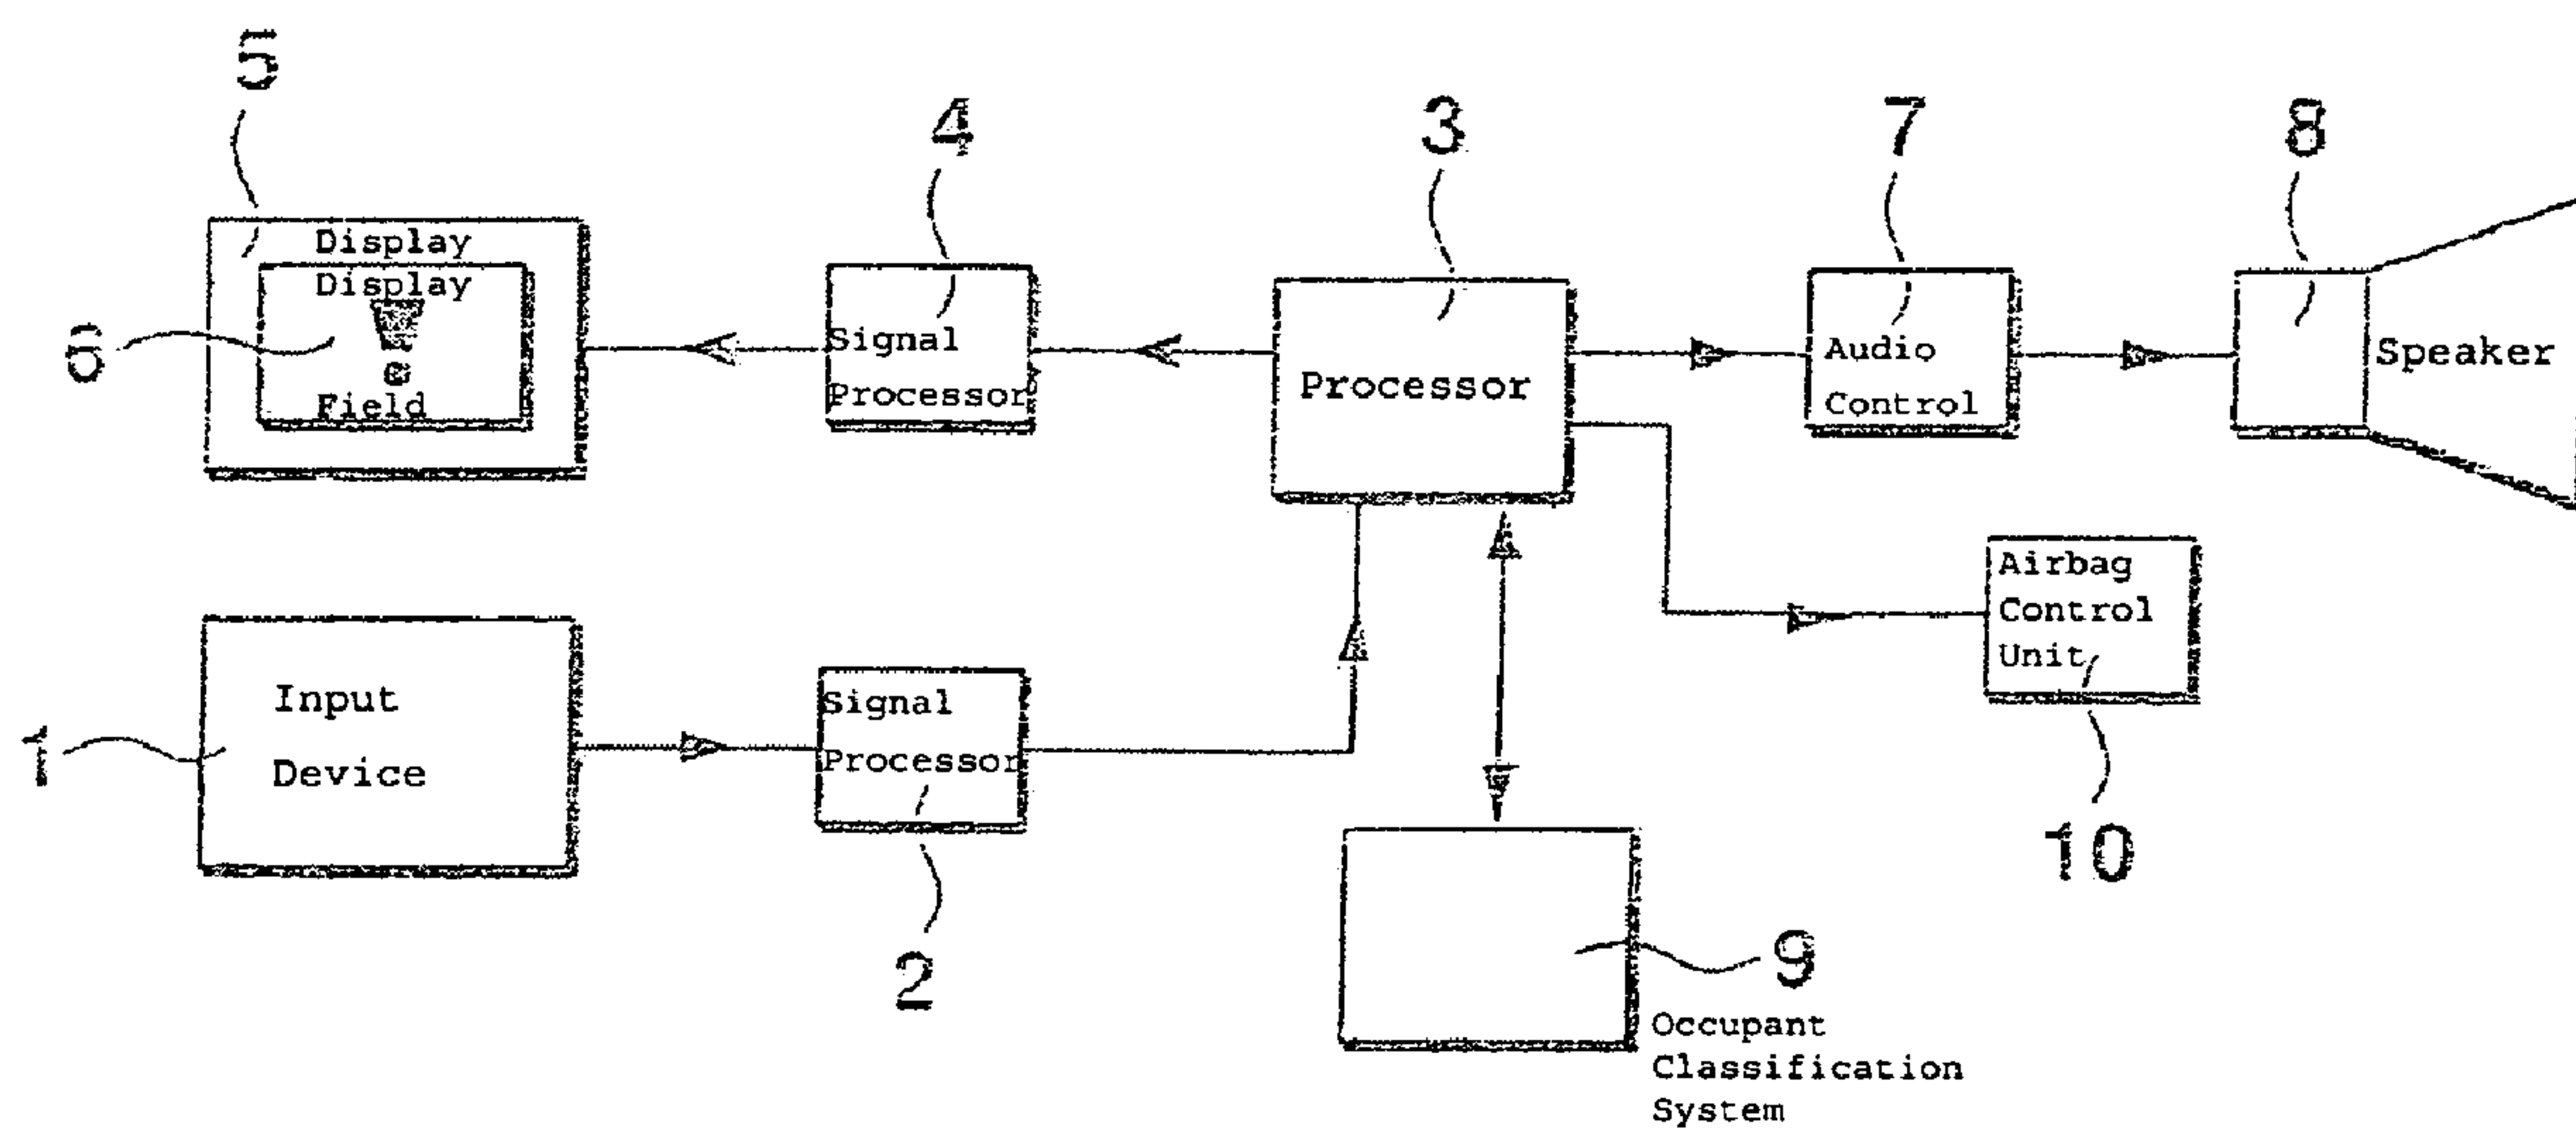 5
4
3
7
8
Display
Display
e
Field
6
Signal
Processor
Processor
Audio
Control
Speaker
Input
Device
1
Signal
Processor
2
Airbag
Control
Unit
10
9
Occupant
Classification
System